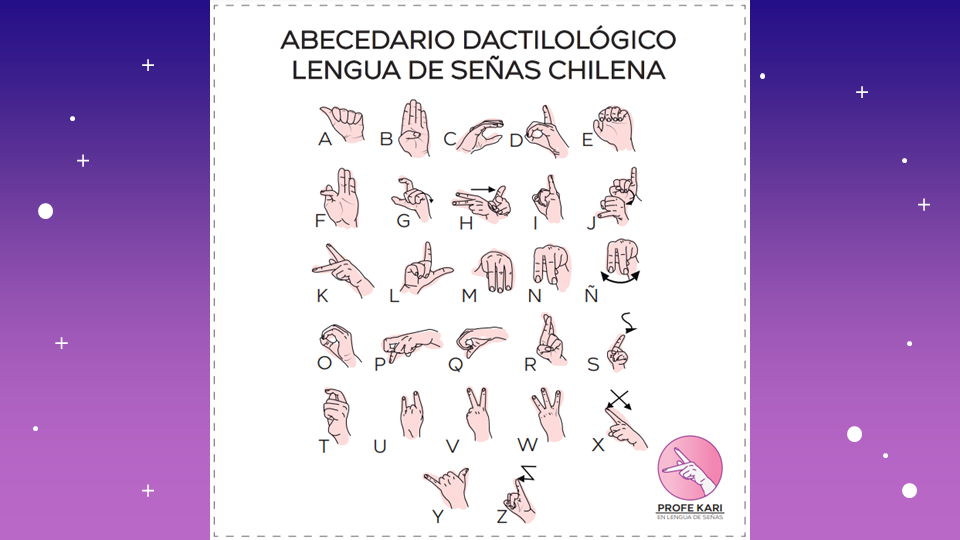 ABECEDARIO DACTILOLÓGICO
LENGUA DE SEÑAS CHILENA
A B C D E
F G H I J
K L M N Ñ
O P Q R S
T U V W X
Y Z
PROFE KARI
EN LENGUA DE SEÑAS